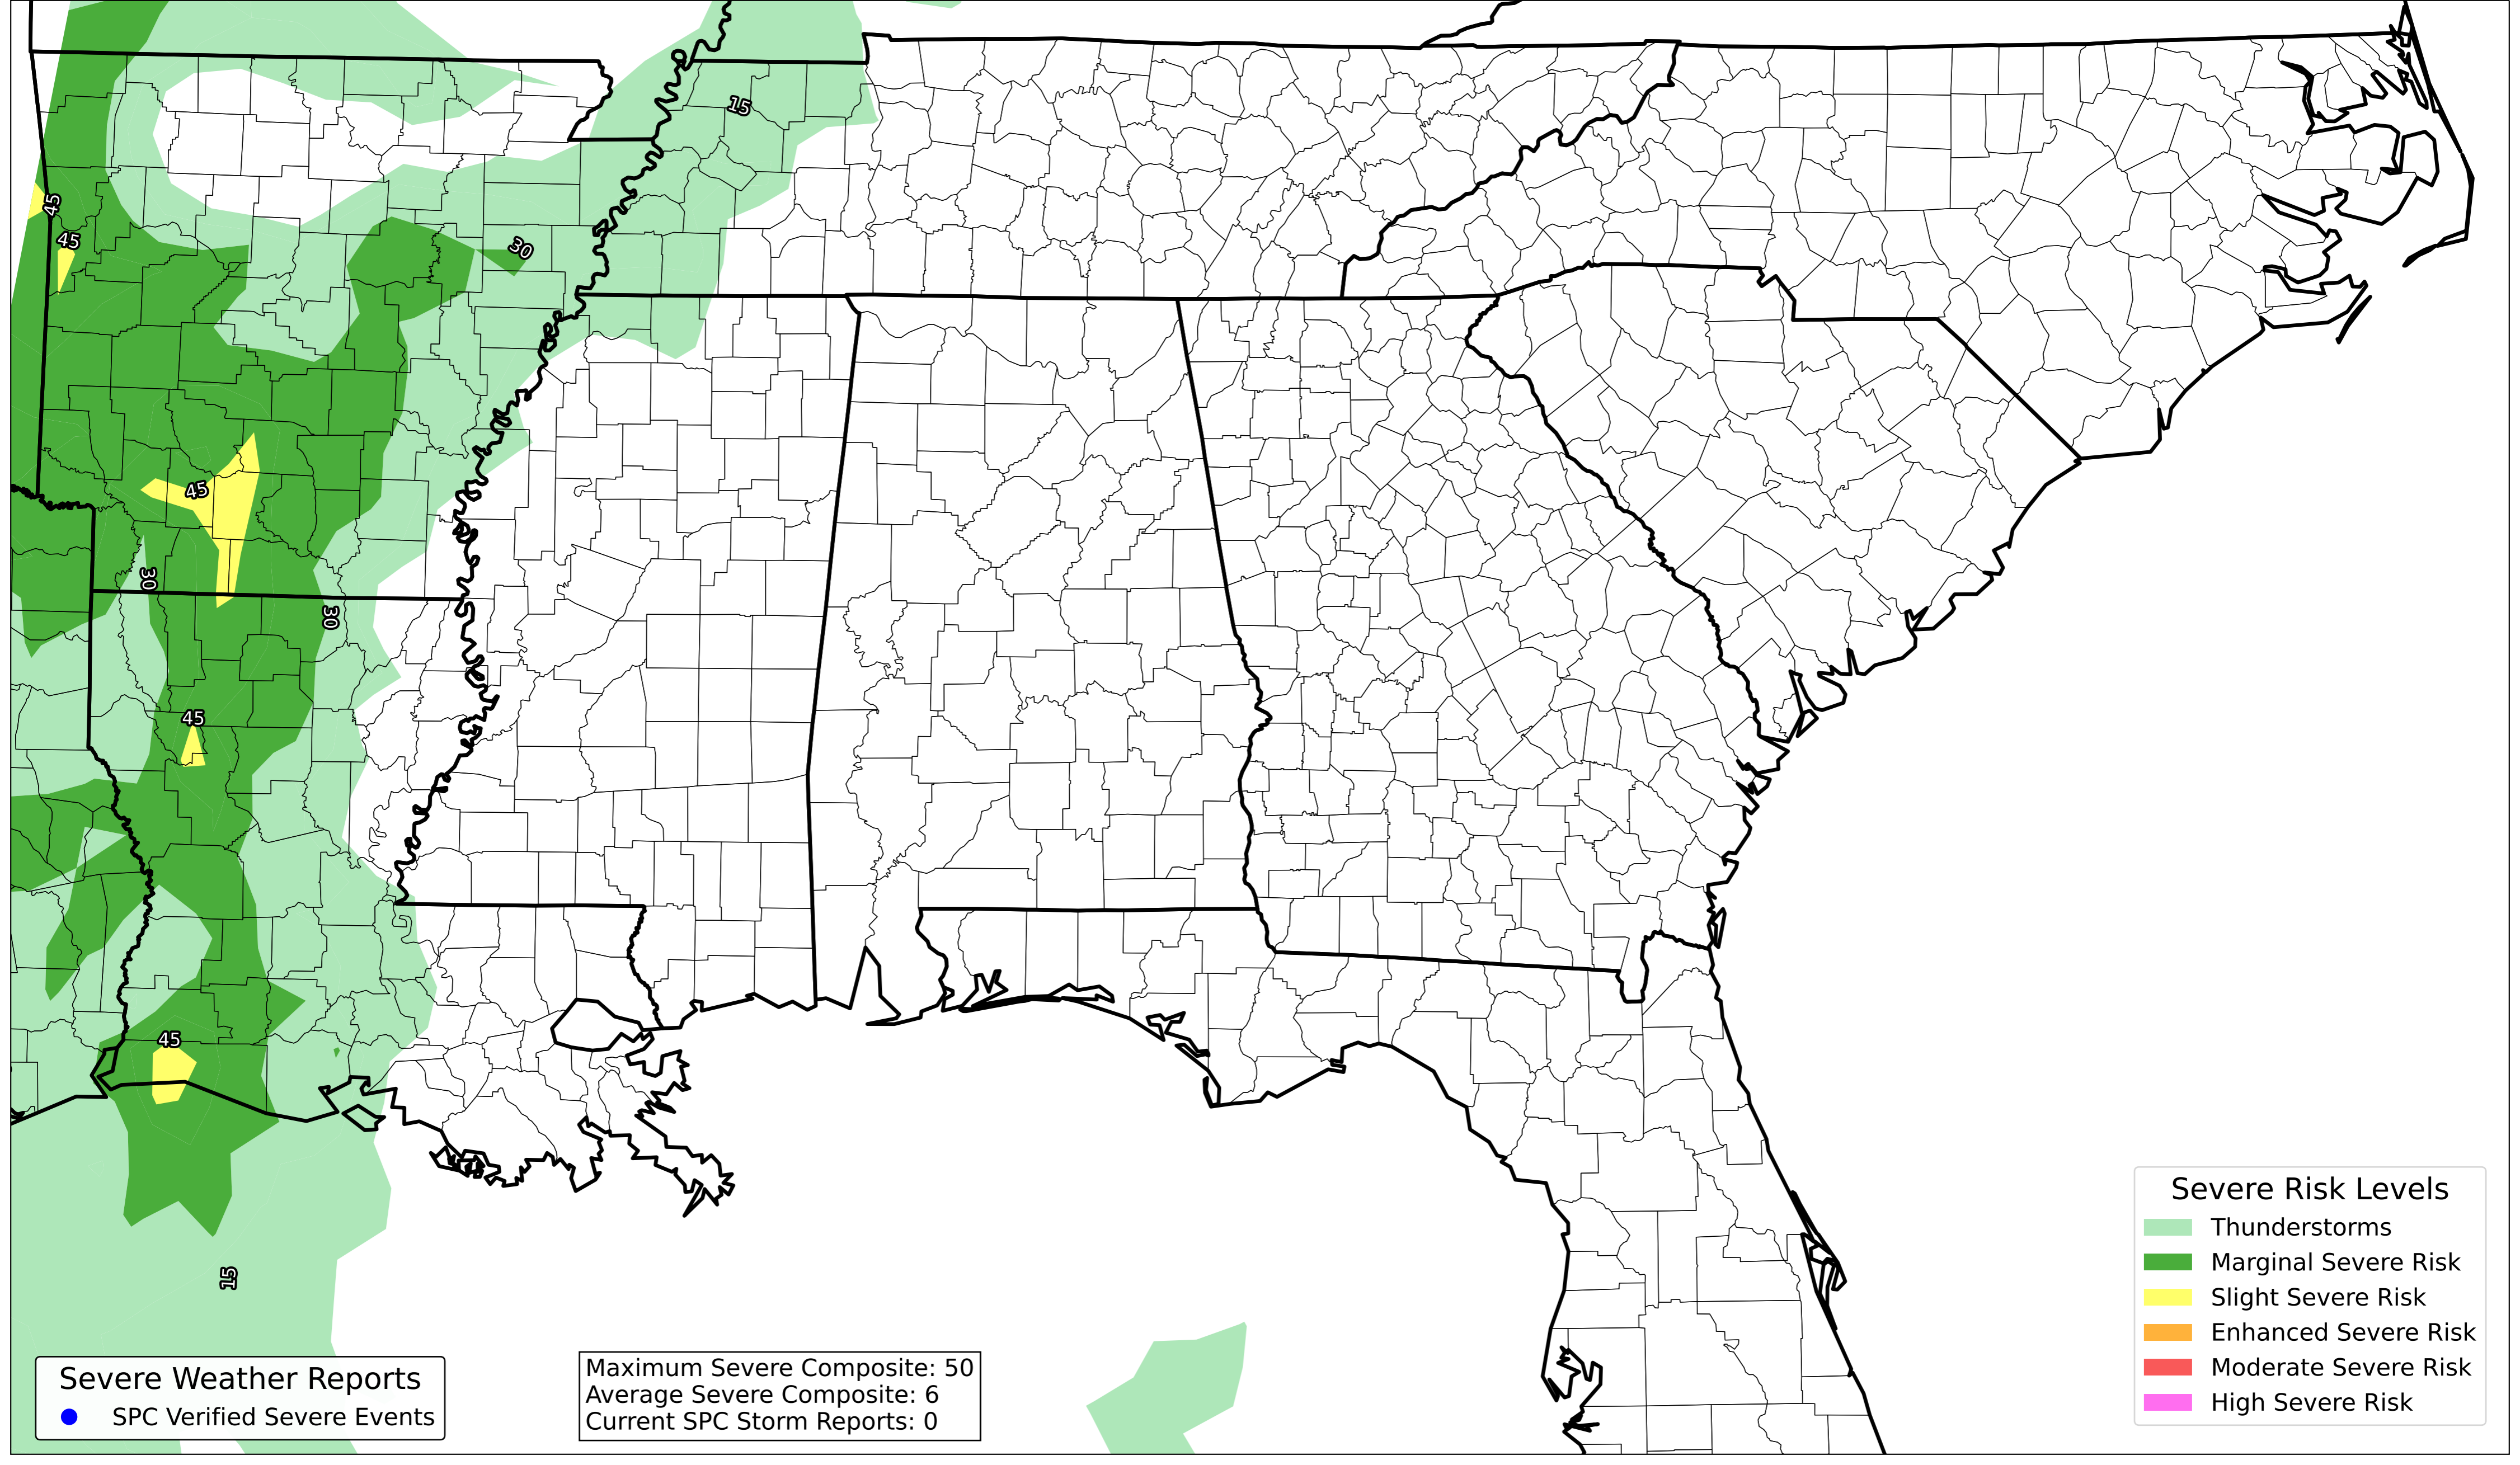 15
45
45
30
45
30
30
45
45
15
Severe Weather Reports
SPC Verified Severe Events
Maximum Severe Composite: 50
Average Severe Composite: 6
Current SPC Storm Reports: 0
Severe Risk Levels
Thunderstorms
Marginal Severe Risk
Slight Severe Risk
Enhanced Severe Risk
Moderate Severe Risk
High Severe Risk